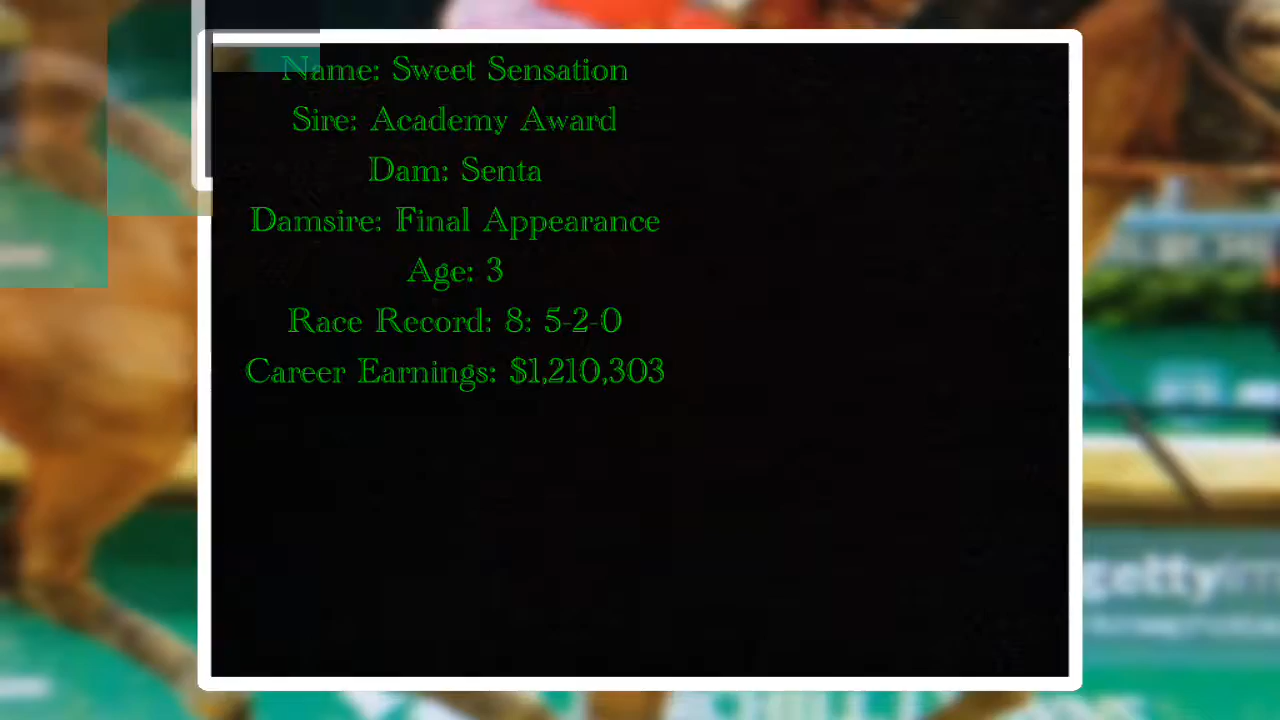 Name: Sweet Sensation
Sire: Academy Award
Dam: Senta
Damsire: Final Appearance
Age: 3
Race Record: 8: 5-2-0
Career Earnings: $1,210,303
gettyim